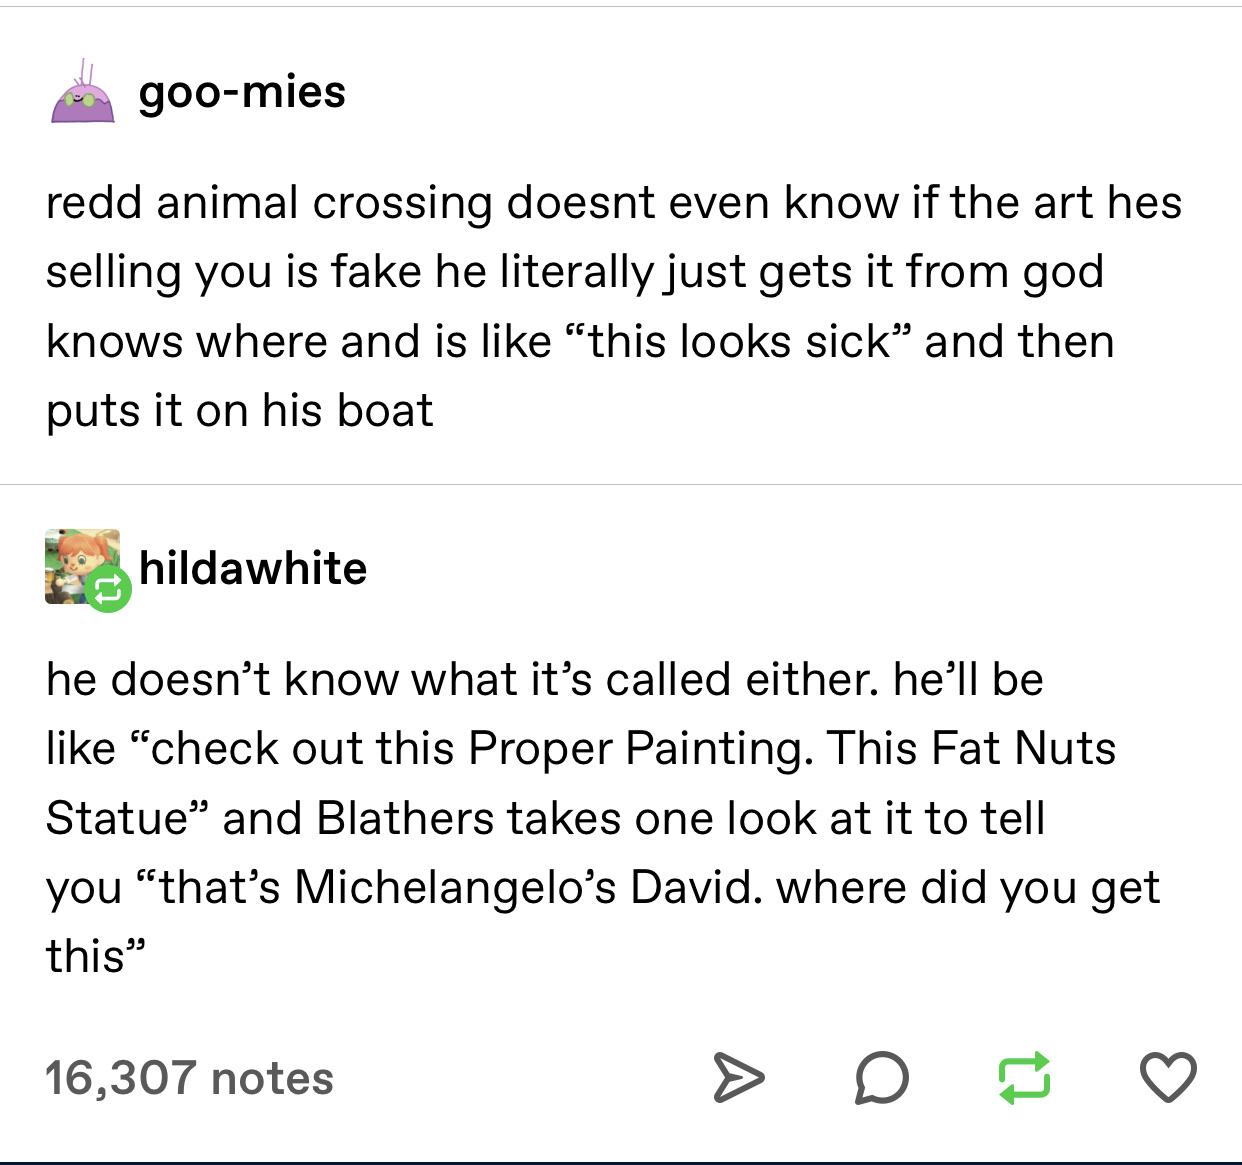 goo-mies
redd animal crossing doesnt even know if the art hes
selling you is fake he literally just gets it from god
knows where and is like “this looks sick” and then
puts it on his boat
hildawhite
he doesn’t know what it’s called either. he’ll be
like “check out this Proper Painting. This Fat Nuts
Statue” and Blathers takes one look at it to tell
you “that’s Michelangelo’s David. where did you get
this”
16,307 notes